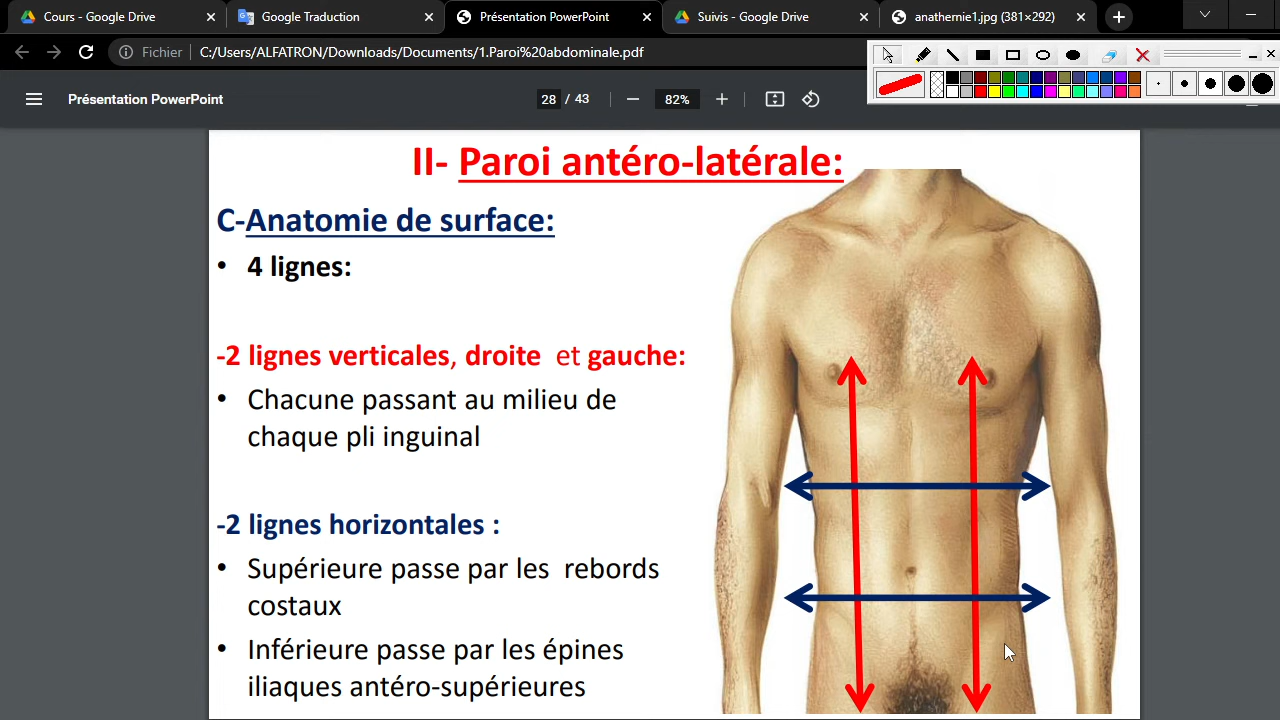 Cours - Google Drive
Google Traduction
Présentation PowerPoint
Suivis - Google Drive
anathemie1.jpg (381×292)
Fichier
C:/Users/ALFATRON/Downloads/Documents/1.Paroi%20abdominale.pdf
Présentation PowerPoint
28 / 43
82%
II- Paroi antéro-latérale:
C-Anatomie de surface:
• 4 lignes:
-2 lignes verticales, droite et gauche:
• Chacune passant au milieu de
chaque pli inguinal
-2 lignes horizontales :
• Supérieure passe par les rebords
costaux
• Inférieure passe par les épines
iliaques antéro-supérieures